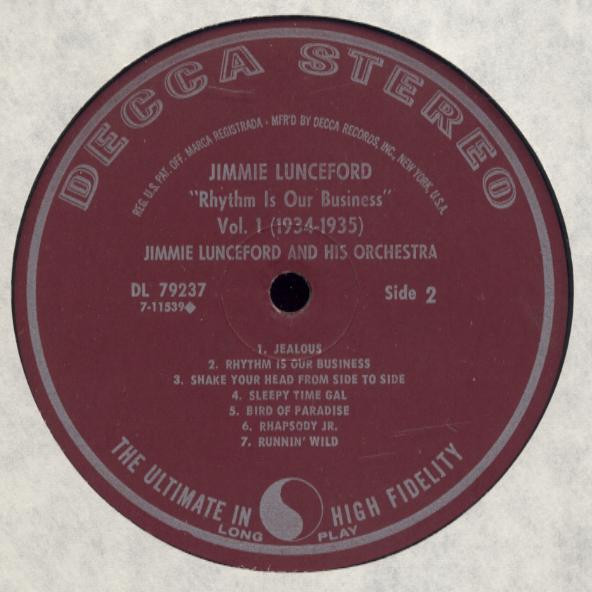 DECCA STEREO
REG. U.S. PAT. OFF. MARCA REGISTRADA - MFR'D BY DECCA RECORDS, INC., NEW YORK, U.S.A.
JIMMIE LUNCEFORD
"Rhythm Is Our Business"
Vol. 1 (1934-1935)
JIMMIE LUNCEFORD AND HIS ORCHESTRA
DL 79237 Side 2
7-11539◆
1. JEALOUS
2. RHYTHM IS OUR BUSINESS
3. SHAKE YOUR HEAD FROM SIDE TO SIDE
4. SLEEPY TIME GAL
5. BIRD OF PARADISE
6. RHAPSODY JR.
7. RUNNIN' WILD
THE ULTIMATE IN HIGH FIDELITY
LONG PLAY